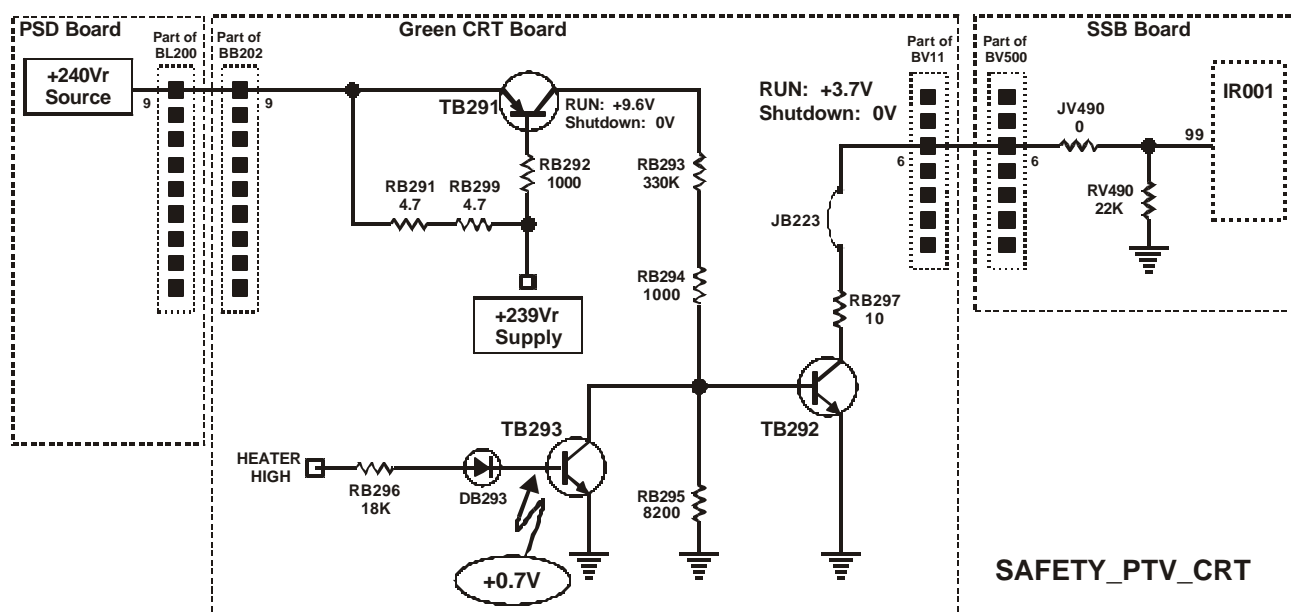 PSD Board
Part of
BL200
Part of
BB202
+240Vr
Source
9
9
Green CRT Board
TB291
RUN: +9.6V
Shutdown: 0V
RB292
1000
RB291
4.7
RB299
4.7
+239Vr
Supply
RB293
330K
RB294
1000
RUN: +3.7V
Shutdown: 0V
Part of
BV11
6
JB223
RB297
10
TB292
TB293
HEATER
HIGH
RB296
18K
DB293
+0.7V
RB295
8200
SSB Board
Part of
BV500
6
JV490
0
99
IR001
RV490
22K
SAFETY_PTV_CRT